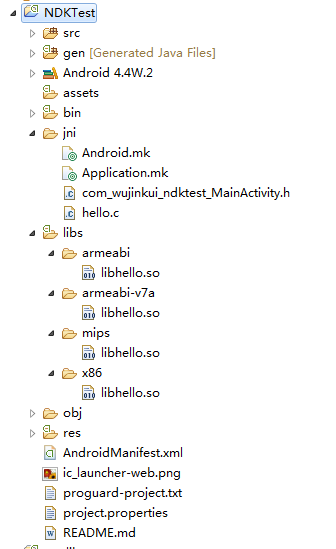 NDKTest
src
gen [Generated Java Files]
Android 4.4W.2
assets
bin
jni
Android.mk
Application.mk
com_wujinkui_ndktest_MainActivity.h
hello.c
libs
armeabi
libhello.so
armeabi-v7a
libhello.so
mips
libhello.so
x86
libhello.so
obj
res
AndroidManifest.xml
ic_launcher-web.png
proguard-project.txt
project.properties
README.md